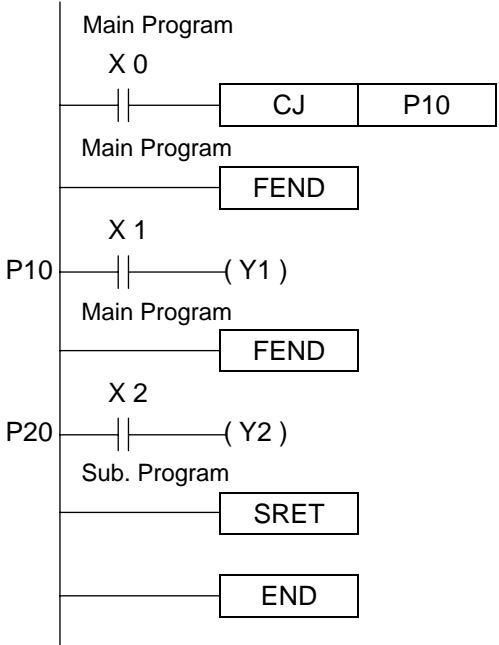 Main Program
X 0
CJ P10
Main Program
FEND
X 1
P10 ( Y1 )
Main Program
FEND
X 2
P20 ( Y2 )
Sub. Program
SRET
END